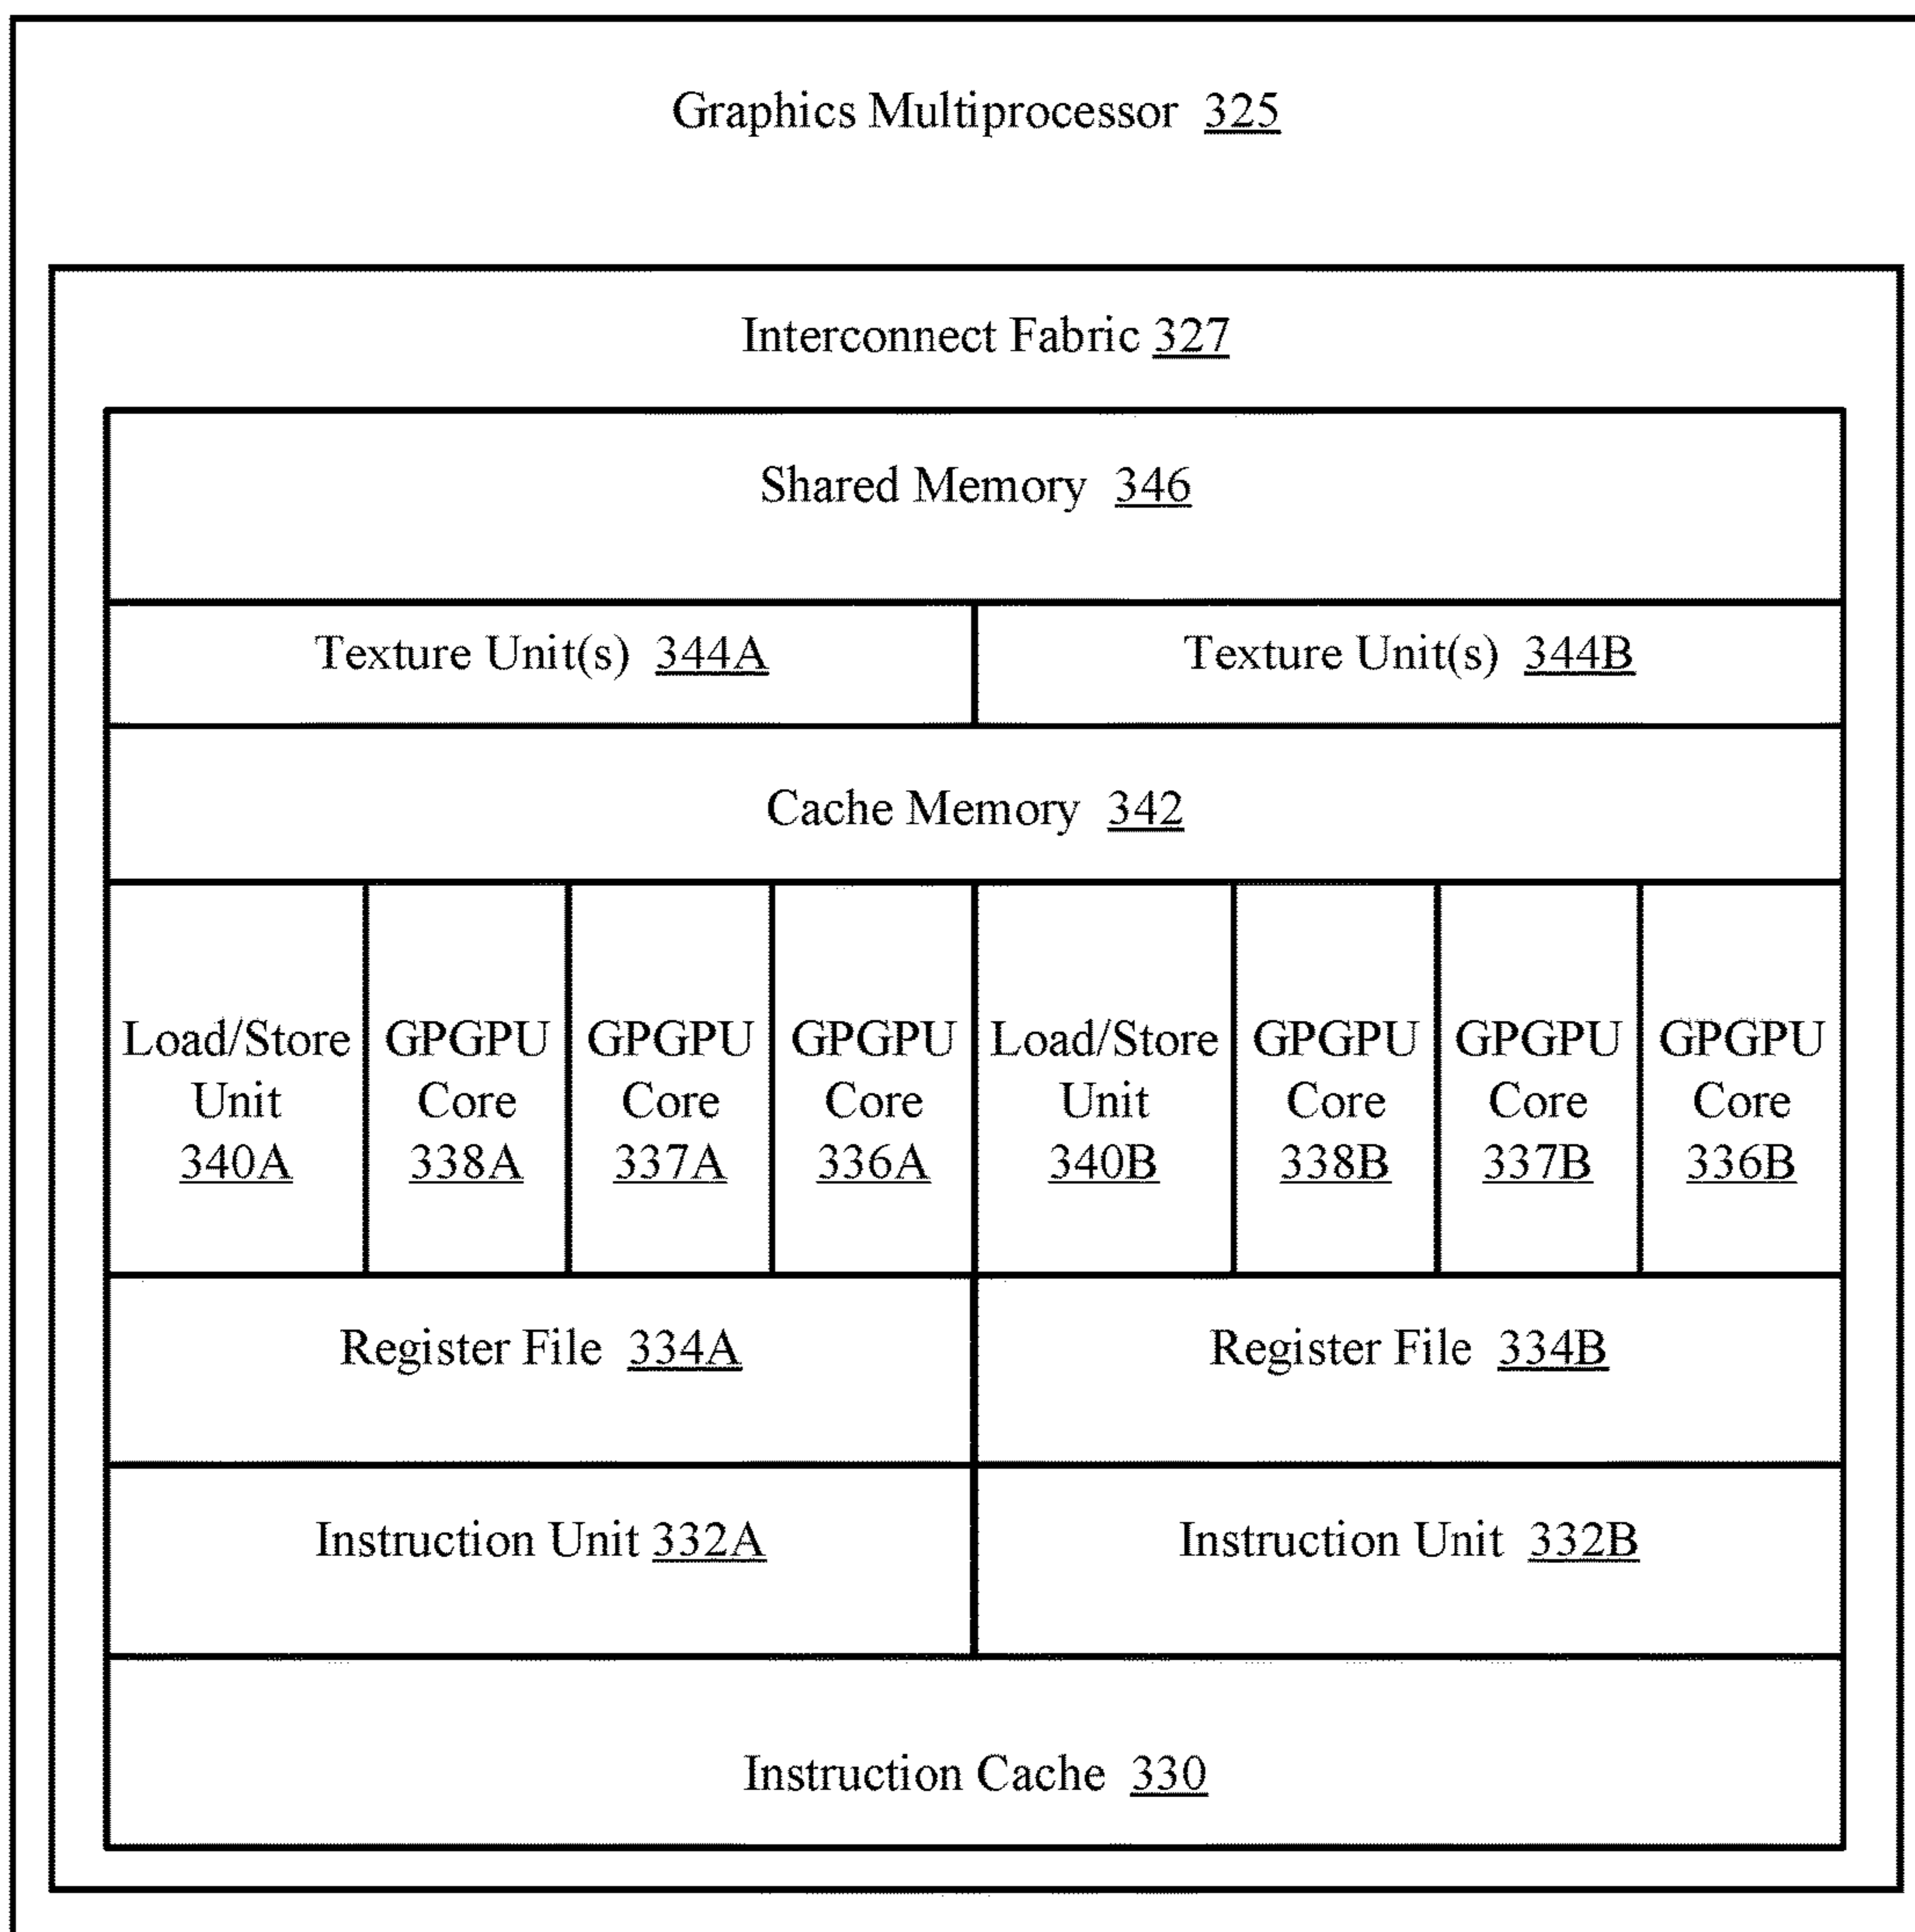 Graphics Multiprocessor 325
Interconnect Fabric 327
Shared Memory 346
Texture Unit(s) 344A
Texture Unit(s) 344B
Cache Memory 342
Load/Store
Unit
340A
GPGPU
Core
338A
GPGPU
Core
337A
GPGPU
Core
336A
Load/Store
Unit
340B
GPGPU
Core
338B
GPGPU
Core
337B
GPGPU
Core
336B
Register File 334A
Register File 334B
Instruction Unit 332A
Instruction Unit 332B
Instruction Cache 330